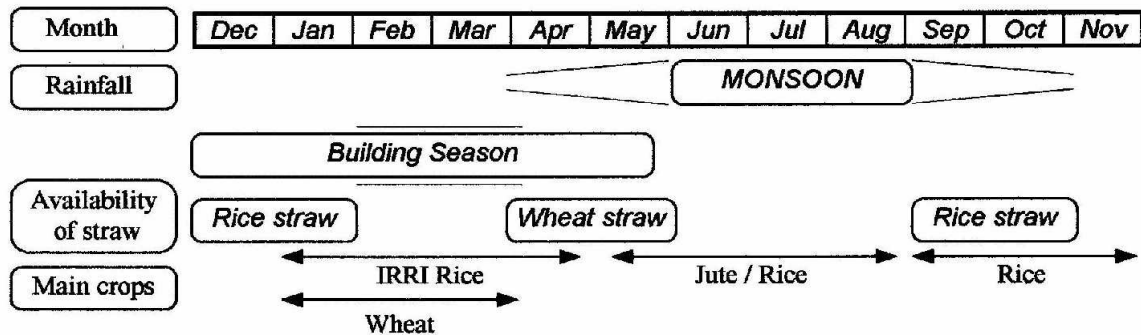 Month Dec Jan Feb Mar Apr May Jun Jul Aug Sep Oct Nov
Rainfall MONSOON
Building Season
Availability
of straw
Rice straw Wheat straw Rice straw
Main crops
IRRI Rice Jute / Rice Rice
Wheat